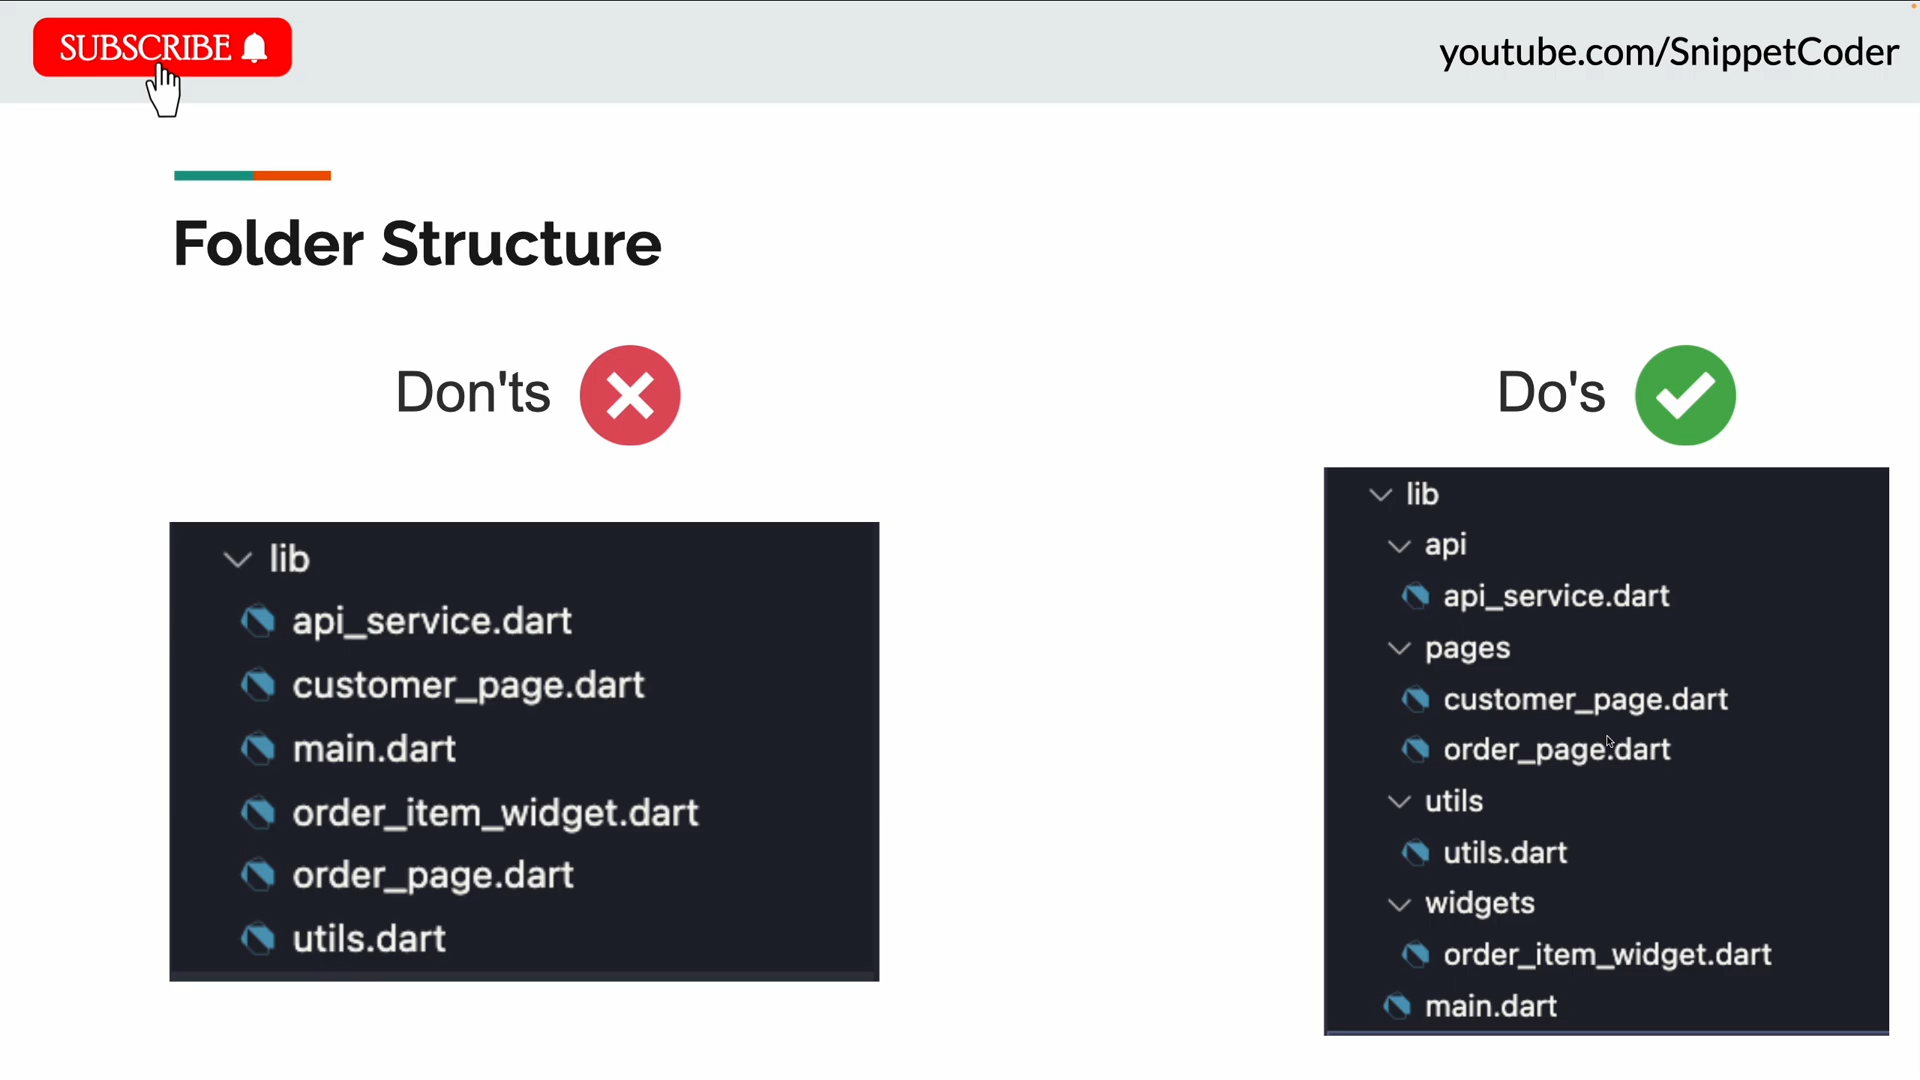 SUBSCRIBE
youtube.com/SnippetCoder
Folder Structure
Don'ts
Do's
lib
api_service.dart
customer_page.dart
main.dart
order_item_widget.dart
order_page.dart
utils.dart
lib
api
api_service.dart
pages
customer_page.dart
order_page.dart
utils
utils.dart
widgets
order_item_widget.dart
main.dart